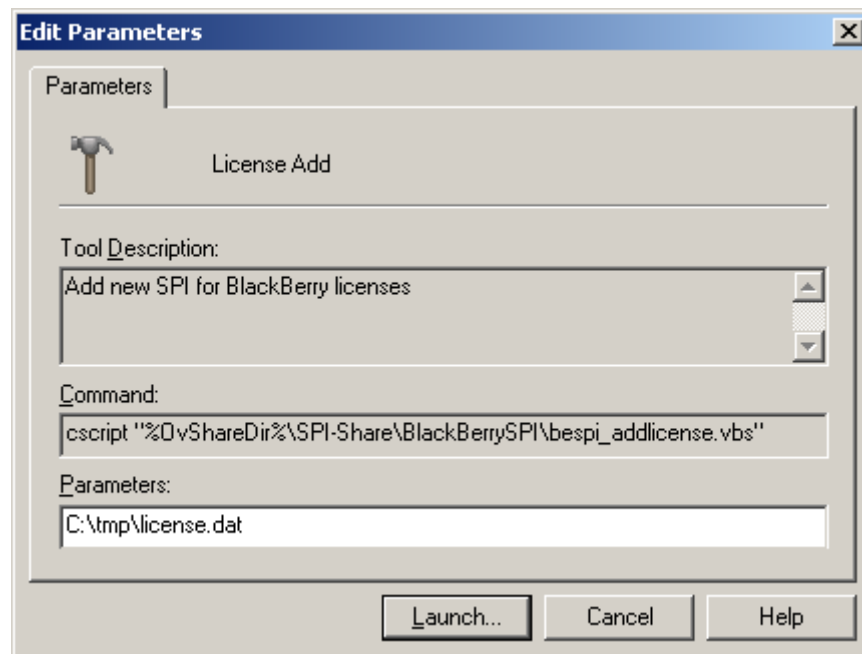 Edit Parameters
Parameters
License Add
Tool Description:
Add new SPI for BlackBerry licenses
Command:
cscript "%OvShareDir%\SPI-Share\BlackBerrySPI\bespi_addlicense.vbs"
Parameters:
C:\tmp\license.dat
Launch... Cancel Help